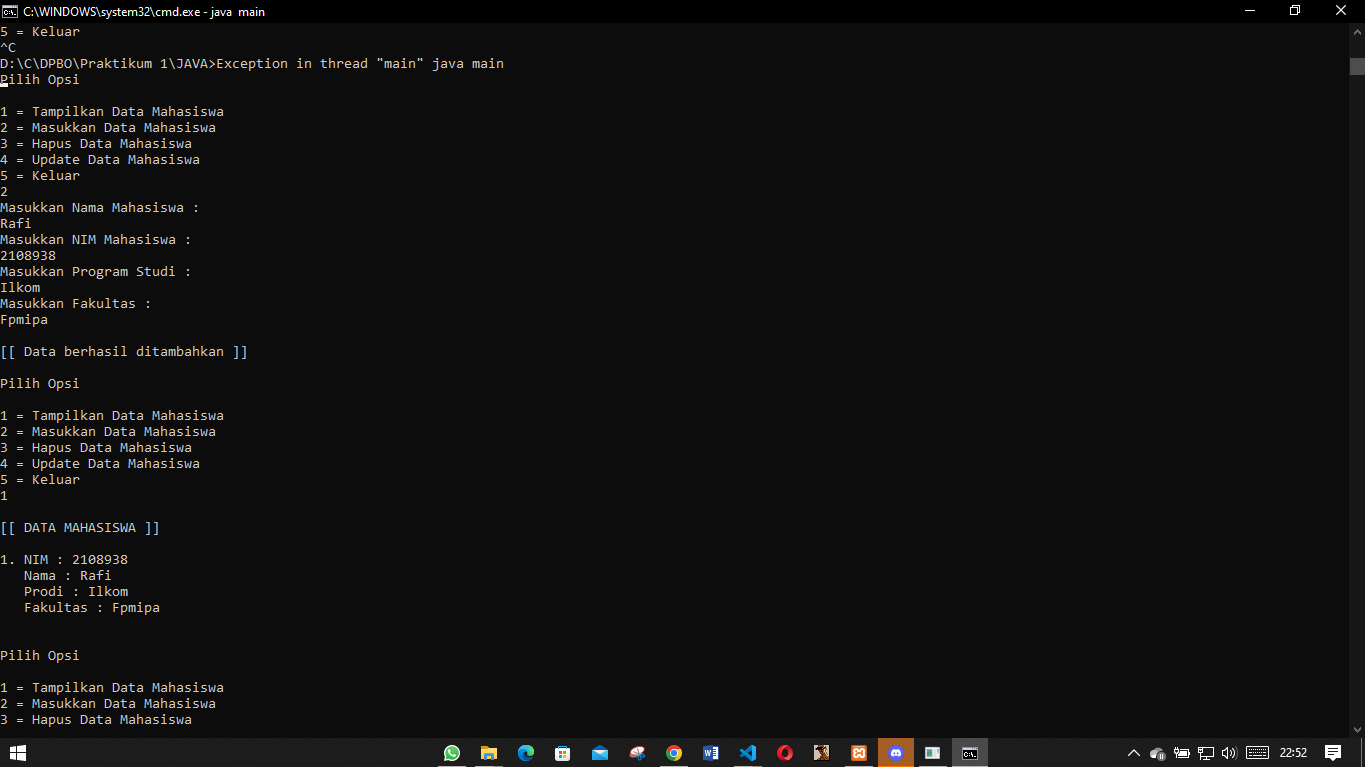 C:\WINDOWS\system32\cmd.exe - java main
5 = Keluar
^C
D:\C\DPBO\Praktikum 1\JAVA>Exception in thread "main" java main
Pilih Opsi
1 = Tampilkan Data Mahasiswa
2 = Masukkan Data Mahasiswa
3 = Hapus Data Mahasiswa
4 = Update Data Mahasiswa
5 = Keluar
2
Masukkan Nama Mahasiswa :
Rafi
Masukkan NIM Mahasiswa :
2108938
Masukkan Program Studi :
Ilkom
Masukkan Fakultas :
Fpmipa
[[ Data berhasil ditambahkan ]]
Pilih Opsi
1 = Tampilkan Data Mahasiswa
2 = Masukkan Data Mahasiswa
3 = Hapus Data Mahasiswa
4 = Update Data Mahasiswa
5 = Keluar
1
[[ DATA MAHASISWA ]]
1. NIM : 2108938
Nama : Rafi
Prodi : Ilkom
Fakultas : Fpmipa
Pilih Opsi
1 = Tampilkan Data Mahasiswa
2 = Masukkan Data Mahasiswa
3 = Hapus Data Mahasiswa
22:52